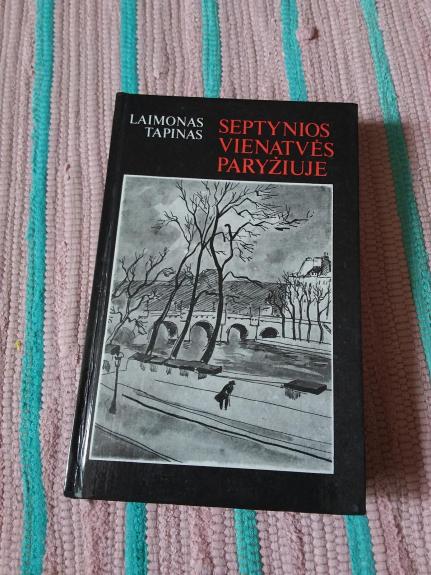 LAIMONAS
TAPINAS
SEPTYNIOS
VIENATVĖS
PARYŽIUJE